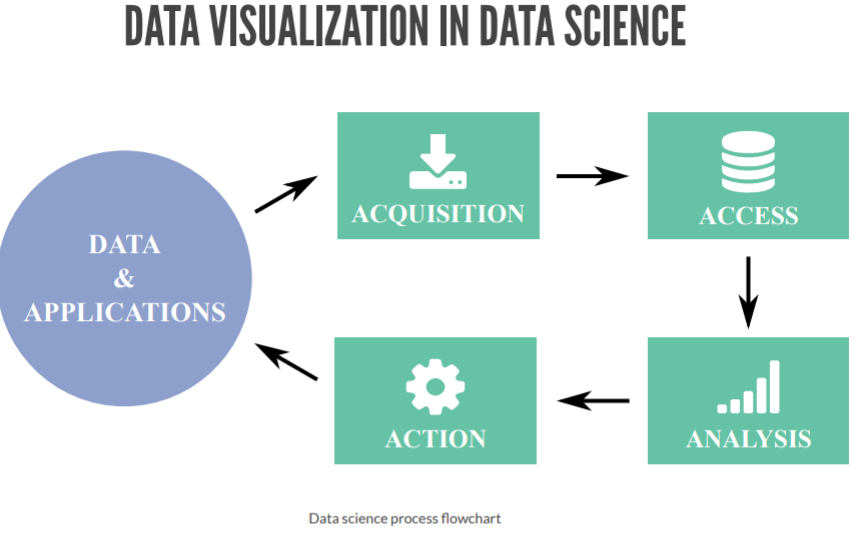 DATA VISUALIZATION IN DATA SCIENCE
DATA
&
APPLICATIONS
ACQUISITION
ACCESS
ACTION
ANALYSIS
Data science process flowchart